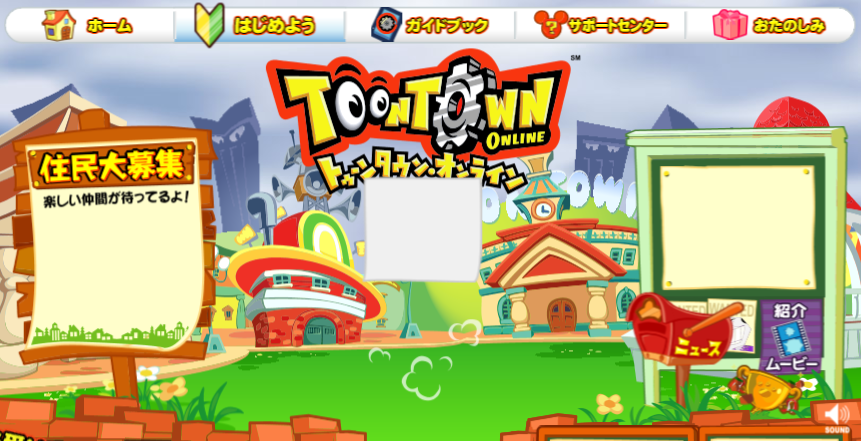 ホーム
はじめよう
ガイドブック
サポートセンター
おたのしみ
TOONTOWN
ONLINE
SM
トゥーンタウン・オンライン
住民大募集
楽しい仲間が待ってるよ!
TOWN
WANTED
紹介
ムービー
ニュース
SOUND